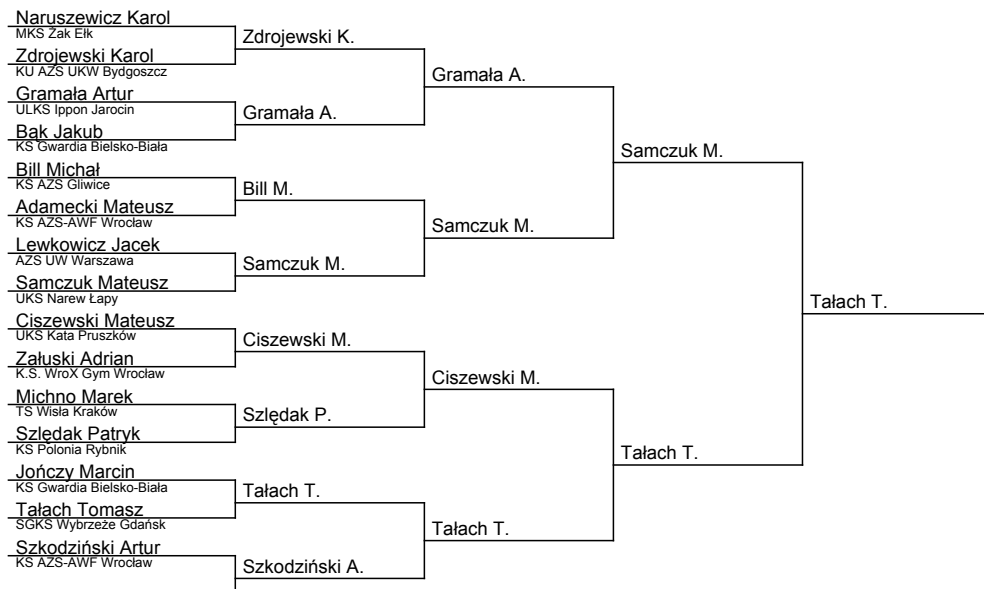 Naruszewicz Karol
MKS Żak Ełk
Zdrojewski K.
Zdrojewski Karol
KU AZS UKW Bydgoszcz
Gramała A.
Gramała Artur
ULKS Ippon Jarocin
Gramała A.
Bąk Jakub
KS Gwardia Bielsko-Biała
Samczuk M.
Bill Michał
KS AZS Gliwice
Bill M.
Adamecki Mateusz
KS AZS-AWF Wrocław
Samczuk M.
Lewkowicz Jacek
AZS UW Warszawa
Samczuk M.
Samczuk Mateusz
UKS Narew Łapy
Tałach T.
Ciszewski Mateusz
UKS Kata Pruszków
Ciszewski M.
Załuski Adrian
K.S. WroX Gym Wrocław
Ciszewski M.
Michno Marek
TS Wisła Kraków
Szlędak P.
Szlędak Patryk
KS Polonia Rybnik
Tałach T.
Jończy Marcin
KS Gwardia Bielsko-Biała
Tałach T.
Tałach Tomasz
SGKS Wybrzeże Gdańsk
Tałach T.
Szkodziński Artur
KS AZS-AWF Wrocław
Szkodziński A.